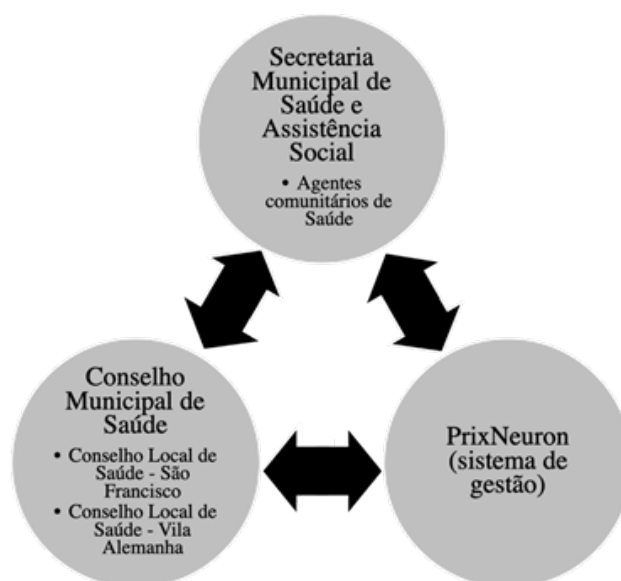 Secretaria
Municipal de
Saúde e
Assistência
Social
• Agentes
comunitários de
Saúde
Conselho
Municipal de
Saúde
• Conselho Local de
Saúde - São
Francisco
• Conselho Local de
Saúde - Vila
Alemanha
PrixNeuron
(sistema de
gestão)